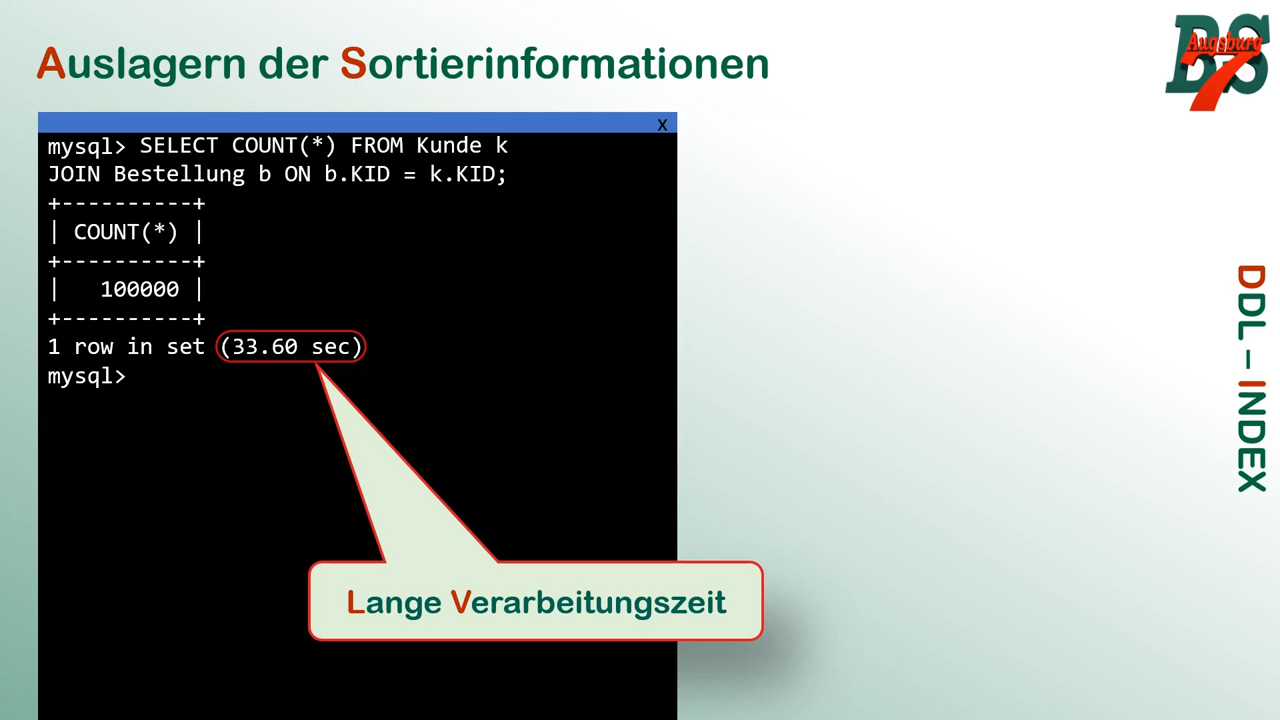 Auslagern der Sortierinformationen
BS
Augsburg
7
x
mysql> SELECT COUNT(*) FROM Kunde k
JOIN Bestellung b ON b.KID = k.KID;
+----------+
| COUNT(*) |
+----------+
|   100000 |
+----------+
1 row in set (33.60 sec)
mysql>
Lange Verarbeitungszeit
DDL – INDEX